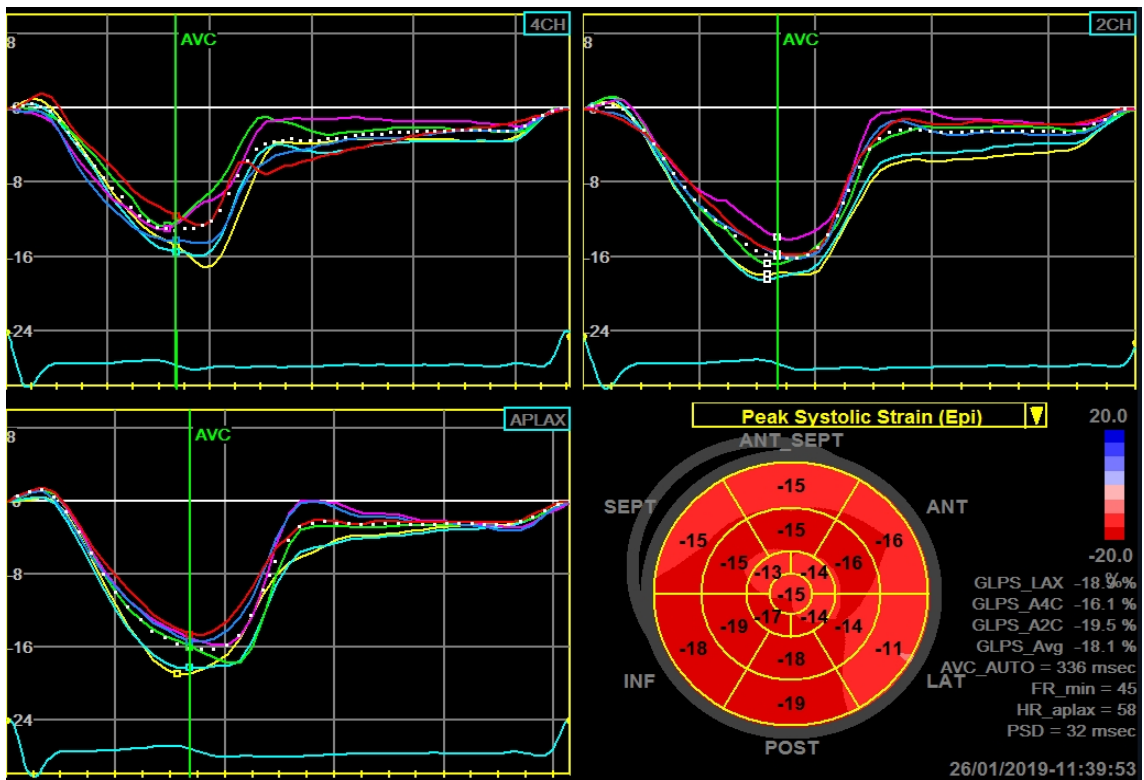 8
AVC
4CH
-8
-16
-24
8
AVC
2CH
-8
-16
-24
8
AVC
APLAX
-8
-16
-24
Peak Systolic Strain (Epi)
20.0
-20.0
%
ANT_SEPT
SEPT
ANT
INF
LAT
POST
-15
-15
-15
-16
-15
-16
-13
-14
-15
-17
-14
-19
-14
-18
-11
-18
-19
GLPS_LAX -18.9%
GLPS_A4C -16.1 %
GLPS_A2C -19.5 %
GLPS_Avg -18.1 %
AVC_AUTO = 336 msec
FR_min = 45
HR_aplax = 58
PSD = 32 msec
26/01/2019-11:39:53